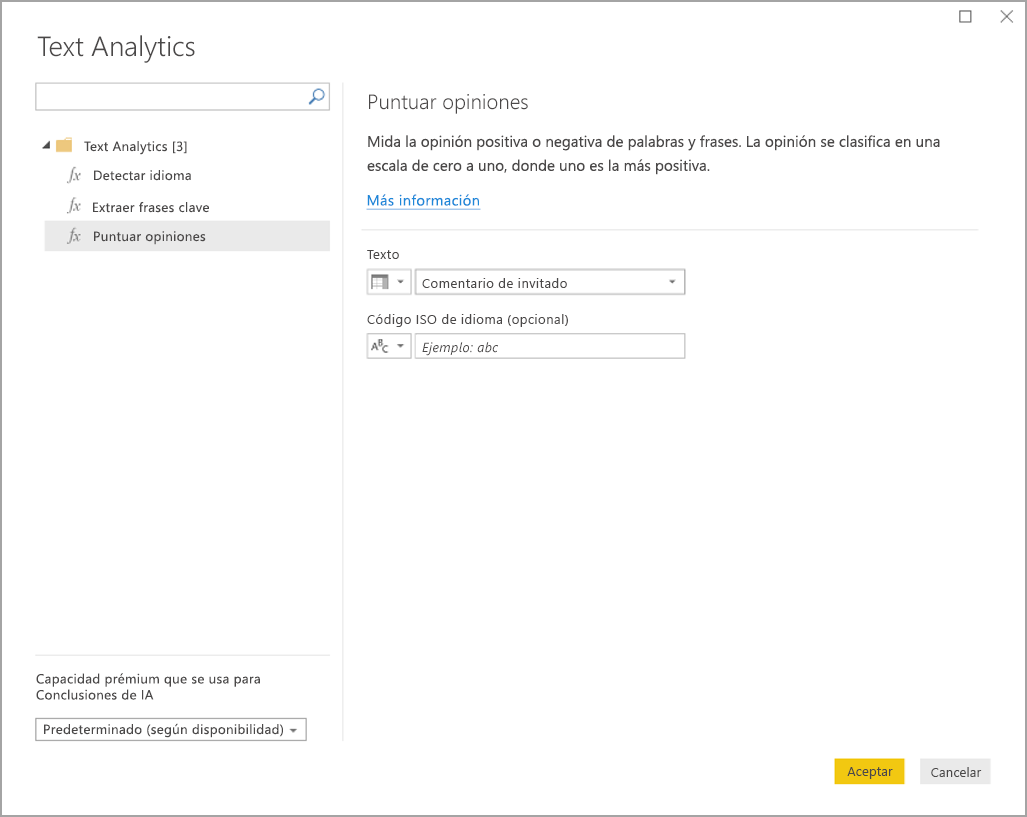 Text Analytics
Text Analytics [3]
fx Detectar idioma
fx Extraer frases clave
fx Puntuar opiniones
Capacidad prémium que se usa para
Conclusiones de IA
Predeterminado (según disponibilidad)
Puntuar opiniones
Mida la opinión positiva o negativa de palabras y frases. La opinión se clasifica en una
escala de cero a uno, donde uno es la más positiva.
Más información
Texto
Comentario de invitado
Código ISO de idioma (opcional)
ABC Ejemplo: abc
Aceptar Cancelar